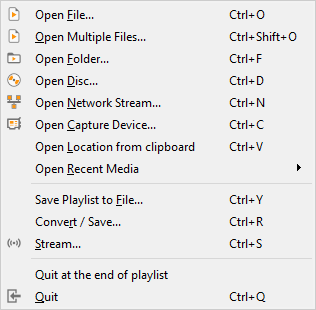 Open File... Ctrl+O
Open Multiple Files... Ctrl+Shift+O
Open Folder... Ctrl+F
Open Disc... Ctrl+D
Open Network Stream... Ctrl+N
Open Capture Device... Ctrl+C
Open Location from clipboard Ctrl+V
Open Recent Media
Save Playlist to File... Ctrl+Y
Convert / Save... Ctrl+R
Stream... Ctrl+S
Quit at the end of playlist
Quit Ctrl+Q